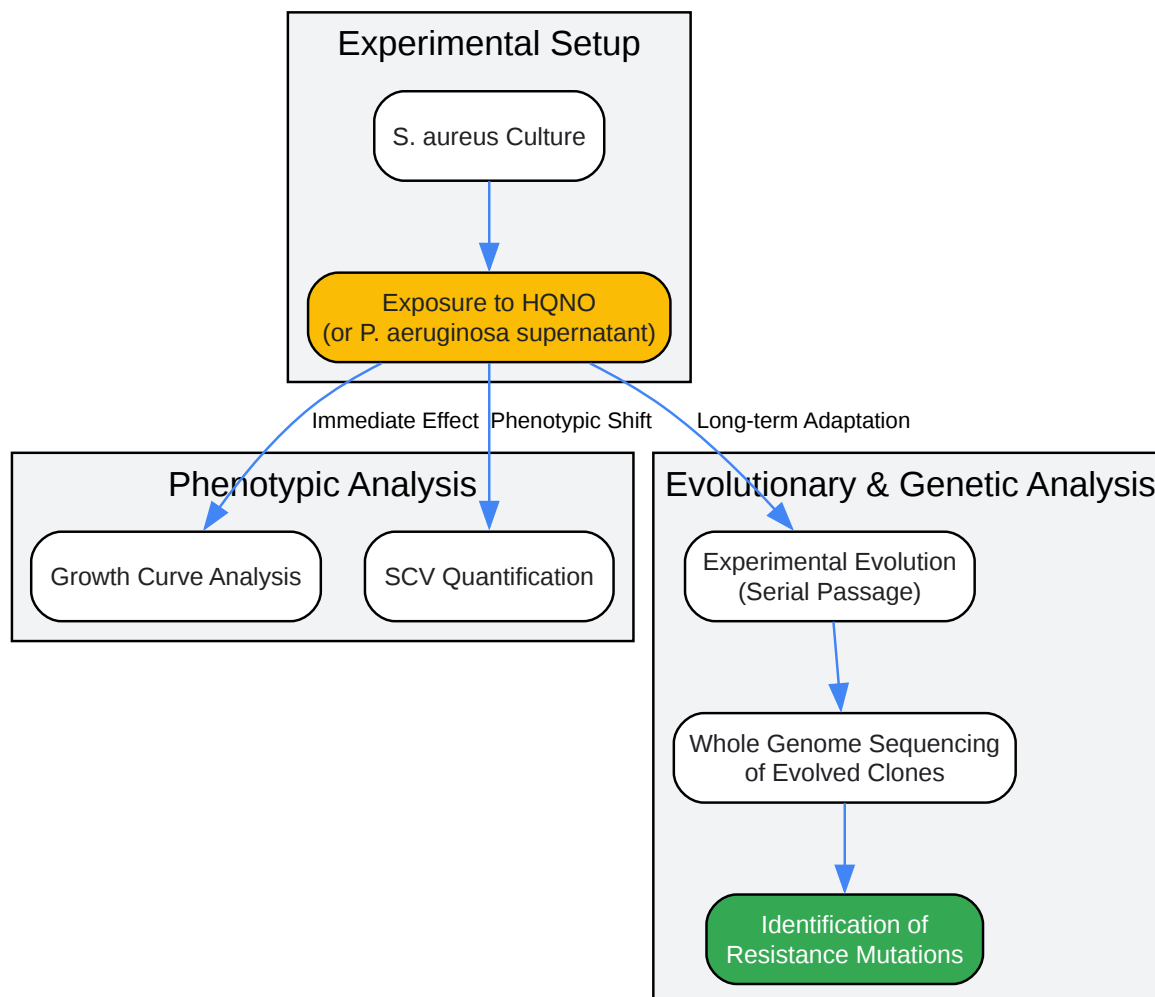 Experimental Setup
S. aureus Culture
Exposure to HQNO
(or P. aeruginosa supernatant)
Immediate Effect
Phenotypic Shift
Long-term Adaptation
Phenotypic Analysis
Growth Curve Analysis
SCV Quantification
Evolutionary & Genetic Analysis
Experimental Evolution
(Serial Passage)
Whole Genome Sequencing
of Evolved Clones
Identification of
Resistance Mutations